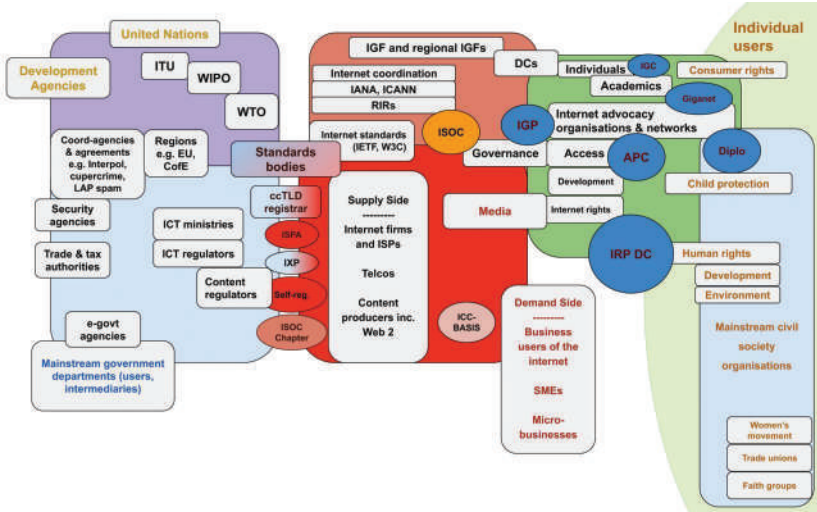 United Nations
Development
Agencies
ITU
WIPO
WTO
Coord-agencies
& agreements
e.g. Interpol,
cupercrime,
LAP spam
Regions
e.g. EU,
CofE
Standards
bodies
Security
agencies
Trade & tax
authorities
ICT ministries
ICT regulators
Content
regulators
e-govt
agencies
Mainstream government
departments (users,
intermediaries)
ccTLD
registrar
ISPA
IXP
Self-reg.
ISOC
Chapter
IGF and regional IGFs
Internet coordination
IANA, ICANN
RIRs
Internet standards
(IETF, W3C)
ISOC
Supply Side
---------
Internet firms
and ISPs
Telcos
Content
producers inc.
Web 2
Media
ICC-
BASIS
Demand Side
---------
Business
users of the
internet
SMEs
Micro-
businesses
DCs
Individuals
IGC
Academics
Giganet
IGP
Internet advocacy
organisations & networks
Governance
Access
APC
Diplo
Development
Internet rights
IRP DC
Individual
users
Consumer rights
Child protection
Human rights
Development
Environment
Mainstream civil
society
organisations
Women's
movement
Trade unions
Faith groups